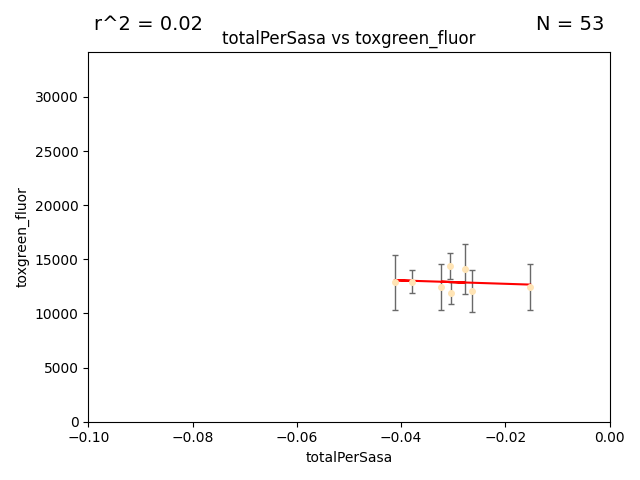 r^2 = 0.02
N = 53
totalPerSasa vs toxgreen_fluor
30000
25000
20000
15000
10000
5000
0
toxgreen_fluor
−0.10
−0.08
−0.06
−0.04
−0.02
0.00
totalPerSasa